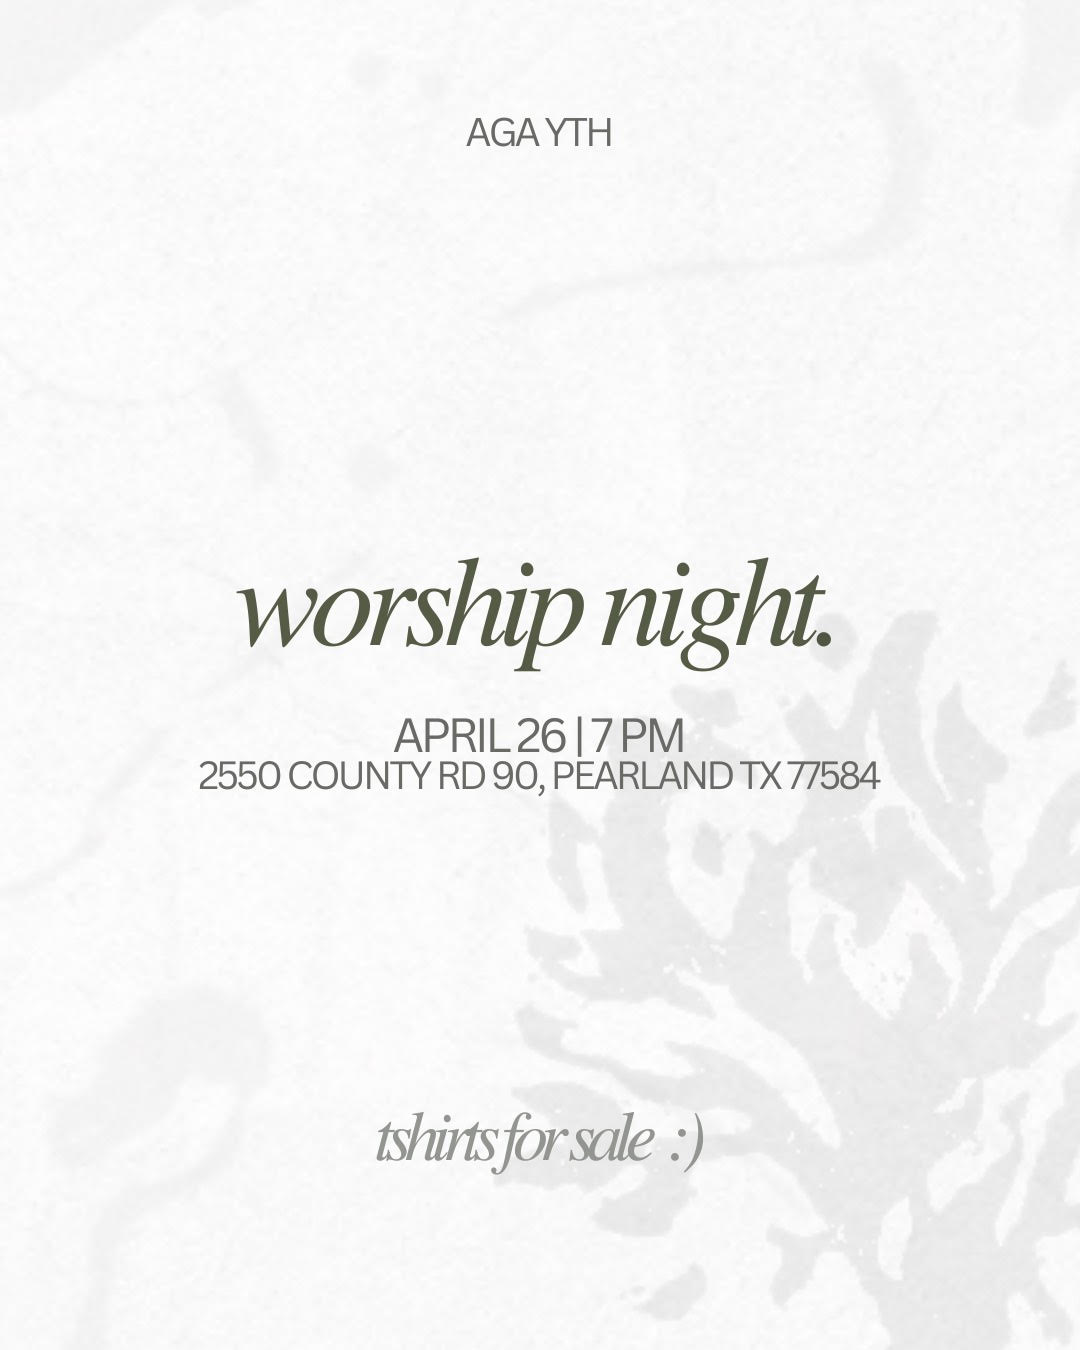 AGA YTH
worship night.
APRIL 26 | 7 PM
2550 COUNTY RD 90, PEARLAND TX 77584
tshirts for sale :)